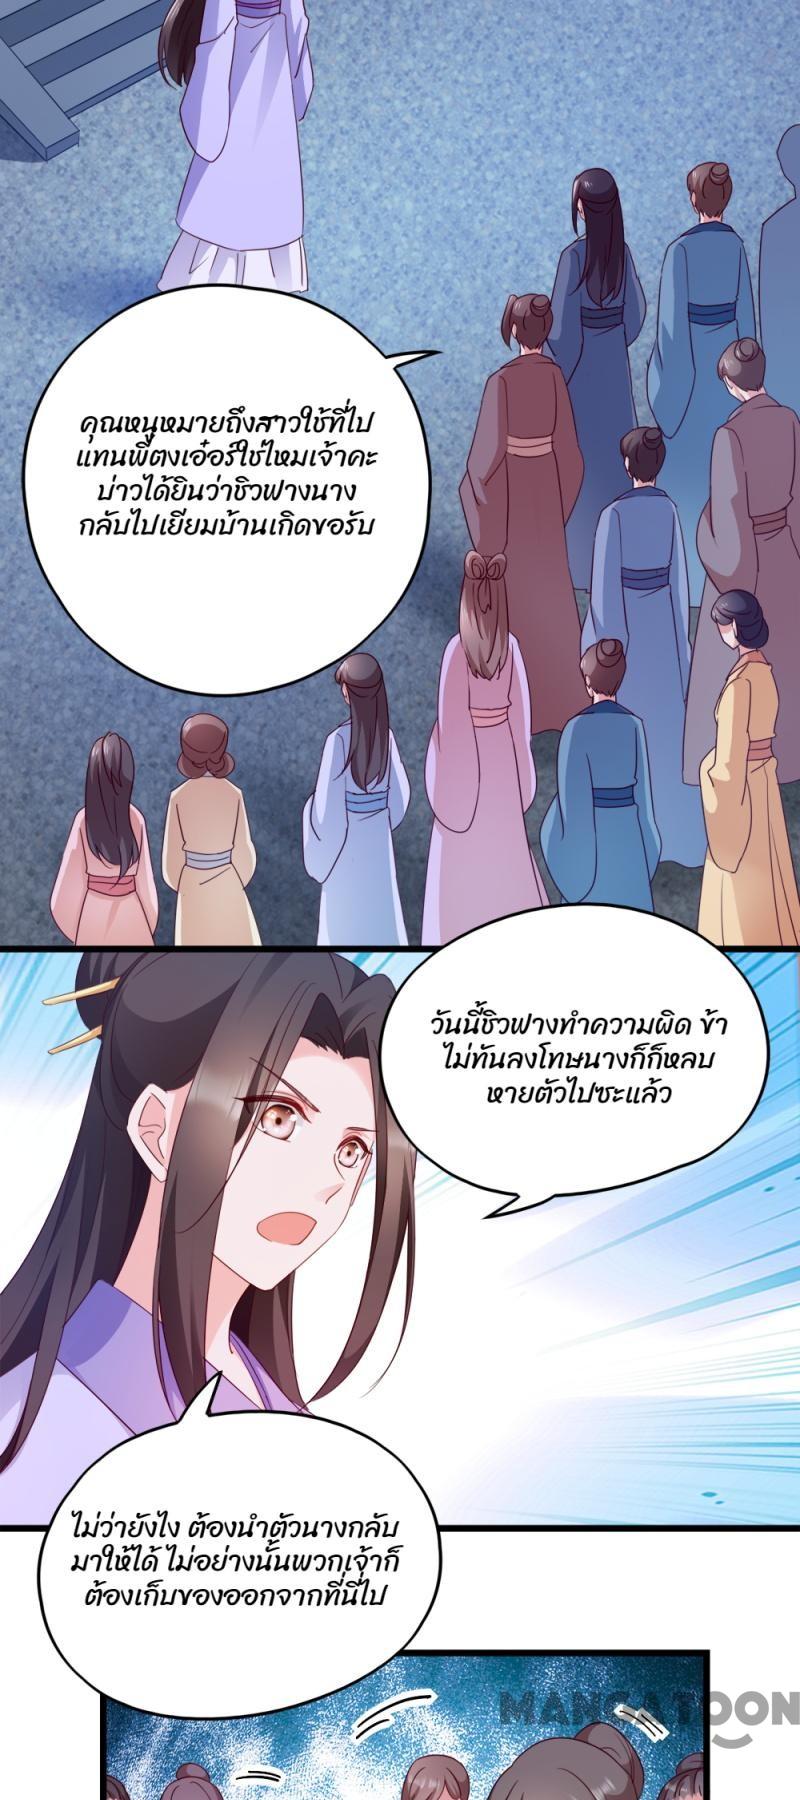 คุณหนูหมายถึงสาวใช้ที่ไป
แทนพี่ตงเอ๋อร์ใช่ไหมเจ้าคะ
บ่าวได้ยินว่าชิวฟางนาง
กลับไปเยี่ยมบ้านเกิดขอรับ
วันนี้ชิวฟางทำความผิด ข้า
ไม่ทันลงโทษนางก็ก็หลบ
หายตัวไปซะแล้ว
ไม่ว่ายังไง ต้องนำตัวนางกลับ
มาให้ได้ ไม่อย่างนั้นพวกเจ้าก็
ต้องเก็บของออกจากที่นี่ไป
MANGATOON